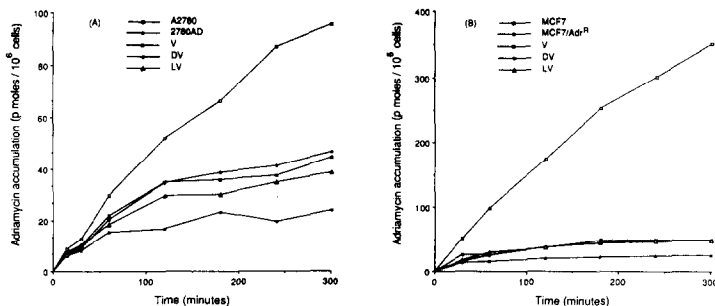 (A)
A2780
2780AD
V
DV
LV
Adriamycin accumulation (p moles / 10⁶ cells)
100
80
60
40
20
0
0
100
200
300
Time (minutes)
(B)
MCF7
MCF7/Adrᴿ
V
DV
LV
Adriamycin accumulation (p moles / 10⁶ cells)
400
300
200
100
0
0
100
200
300
Time (minutes)